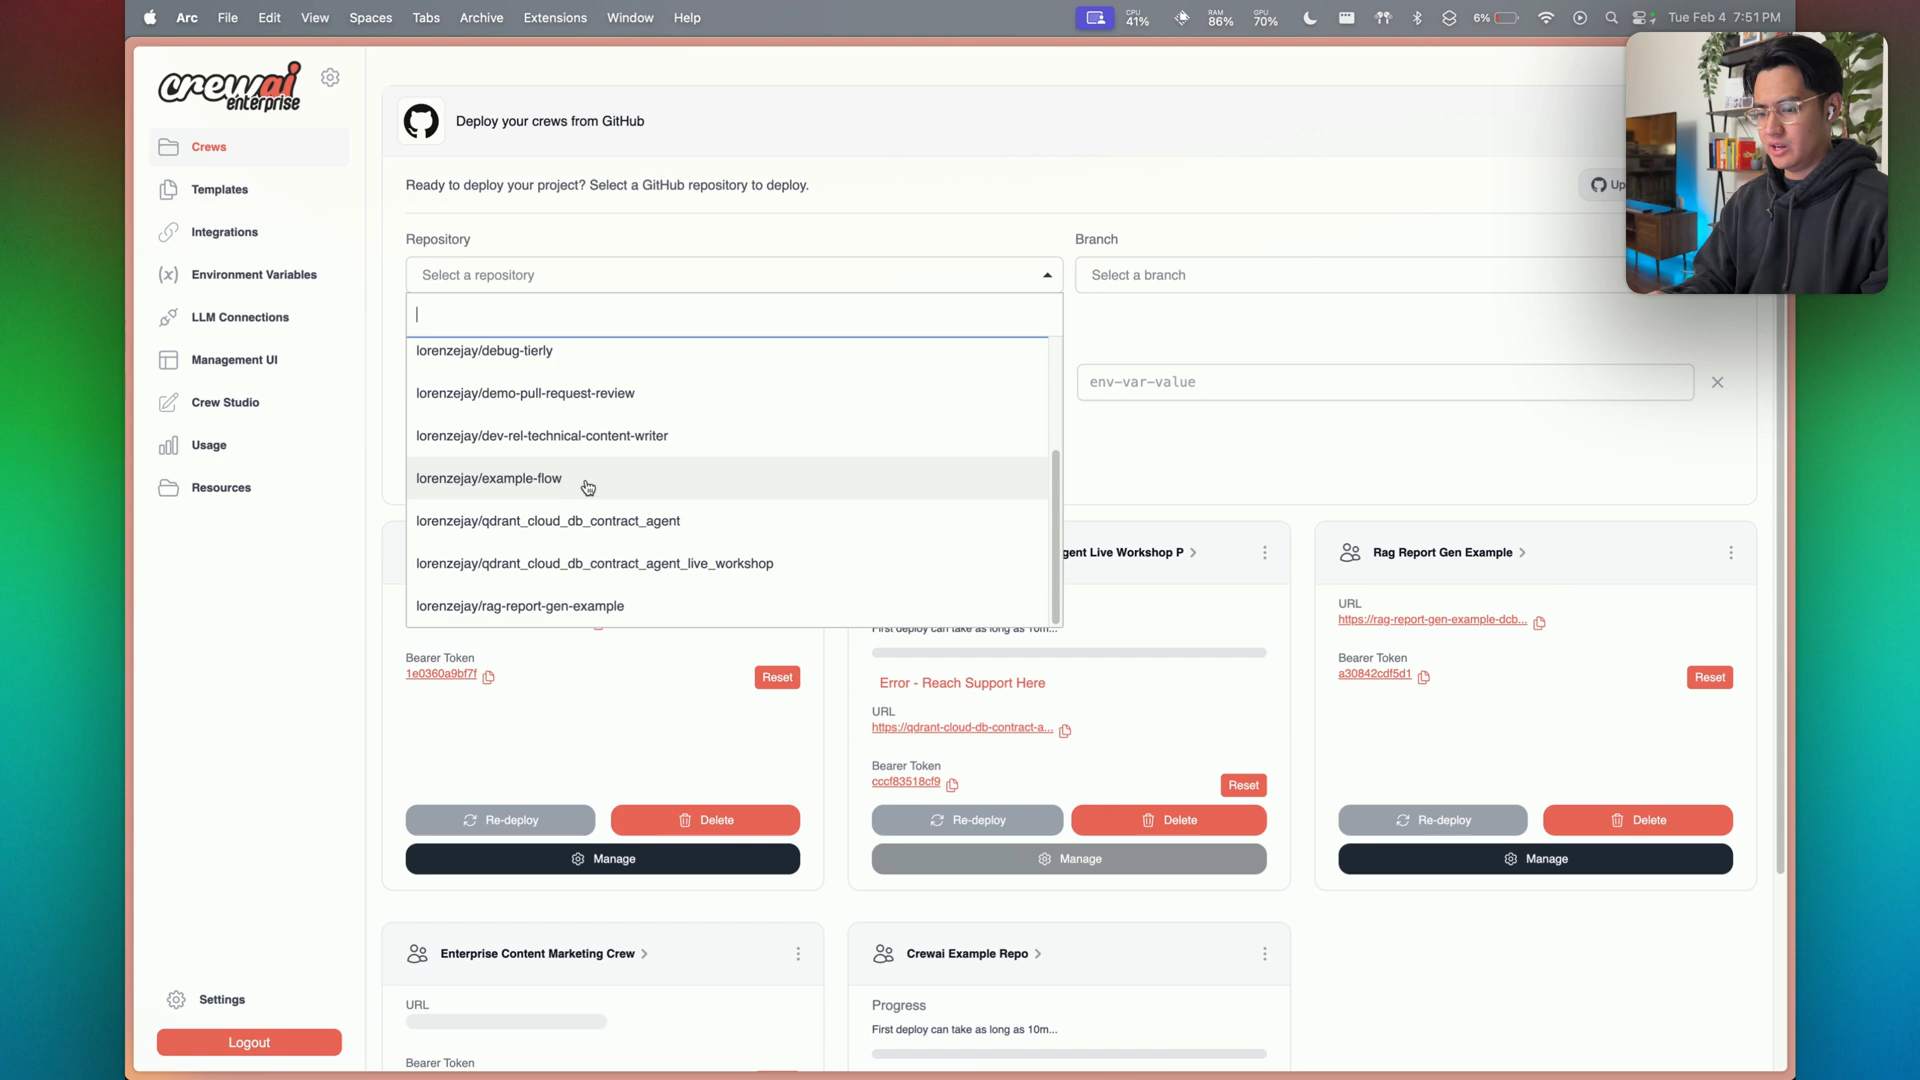 Arc File Edit View Spaces Tabs Archive Extensions Window Help
CPU 41% RAM 86% GPU 70% 6% Tue Feb 4 7:51 PM
crewai
enterprise
Crews
Templates
Integrations
{x} Environment Variables
LLM Connections
Management UI
Crew Studio
Usage
Resources
Settings
Logout
Deploy your crews from GitHub
Ready to deploy your project? Select a GitHub repository to deploy.
Repository
Select a repository
Branch
Select a branch
env-var-value
lorenzejay/debug-tierly
lorenzejay/demo-pull-request-review
lorenzejay/dev-rel-technical-content-writer
lorenzejay/example-flow
lorenzejay/qdrant_cloud_db_contract_agent
lorenzejay/qdrant_cloud_db_contract_agent_live_workshop
lorenzejay/rag-report-gen-example
Bearer Token
1e0360a9bf7f
Reset
Re-deploy
Delete
Manage
gent Live Workshop P
First deploy can take as long as 10m...
Error - Reach Support Here
URL
https://qdrant-cloud-db-contract-a...
Bearer Token
cccf83518cf9
Reset
Re-deploy
Delete
Manage
Rag Report Gen Example
URL
https://rag-report-gen-example-dcb...
Bearer Token
a30842cdf5d1
Reset
Re-deploy
Delete
Manage
Enterprise Content Marketing Crew
URL
Bearer Token
Crewai Example Repo
Progress
First deploy can take as long as 10m...